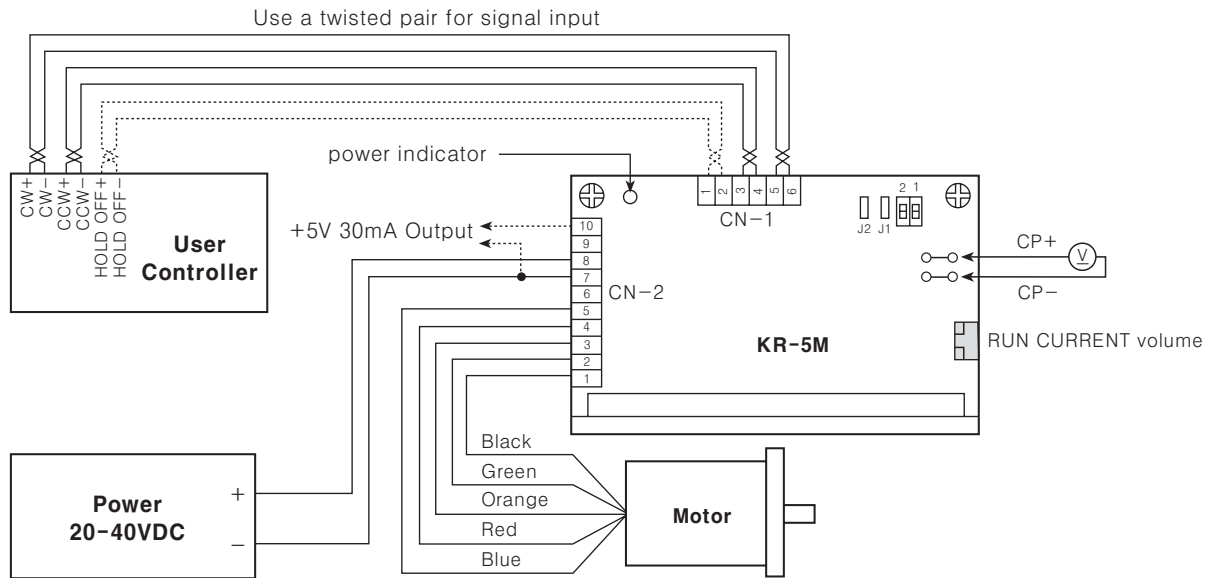 Use a twisted pair for signal input
CW+
CW-
CCW+
CCW-
HOLD OFF+
HOLD OFF-
User
Controller
power indicator
1
2
3
4
5
6
CN-1
2 1
J2 J1
+5V 30mA Output
10
9
8
7
6
5
4
3
2
1
CN-2
CP+
V
CP-
KR-5M
RUN CURRENT volume
Power
20-40VDC
+
-
Black
Green
Orange
Red
Blue
Motor